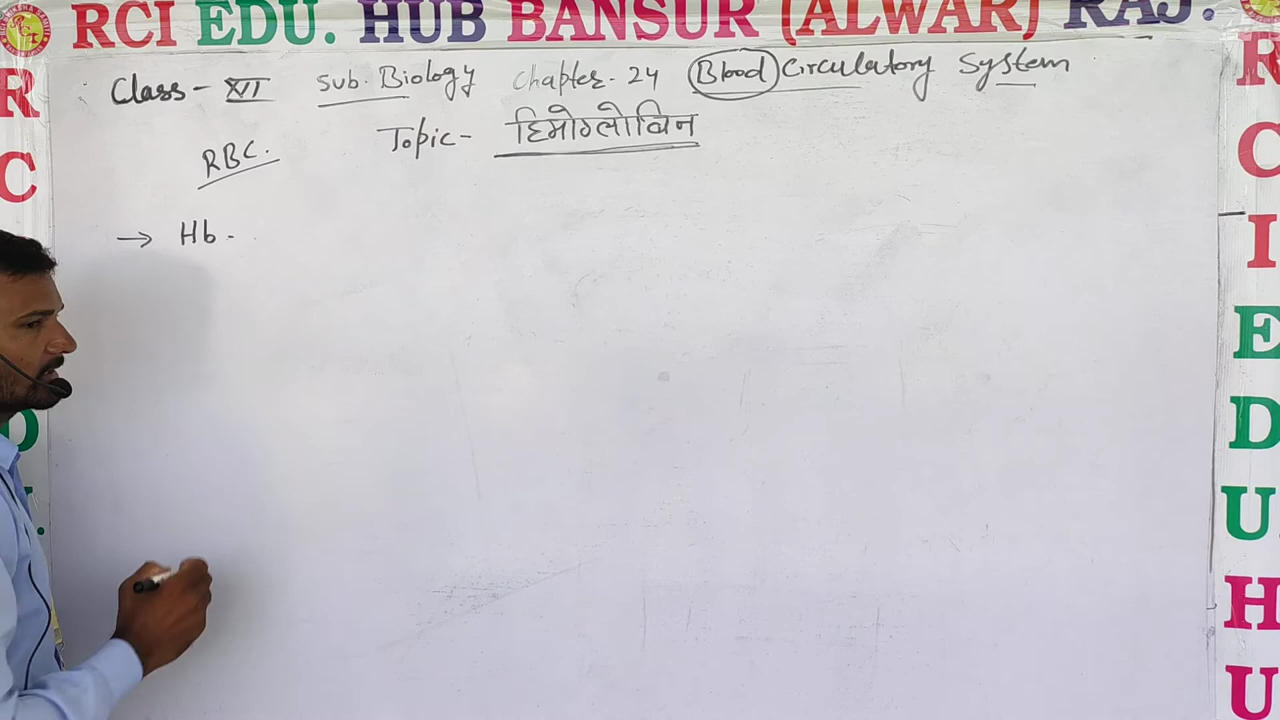 RCI EDU. HUB BANSUR (ALWAR) RAJ.
Class - XII Sub. Biology Chapter - 24 Blood Circulatory System
Topic - हिमोग्लोबिन
RBC.
→ Hb -
R
C
D
U.
R
C
I
E
D
U
H
U